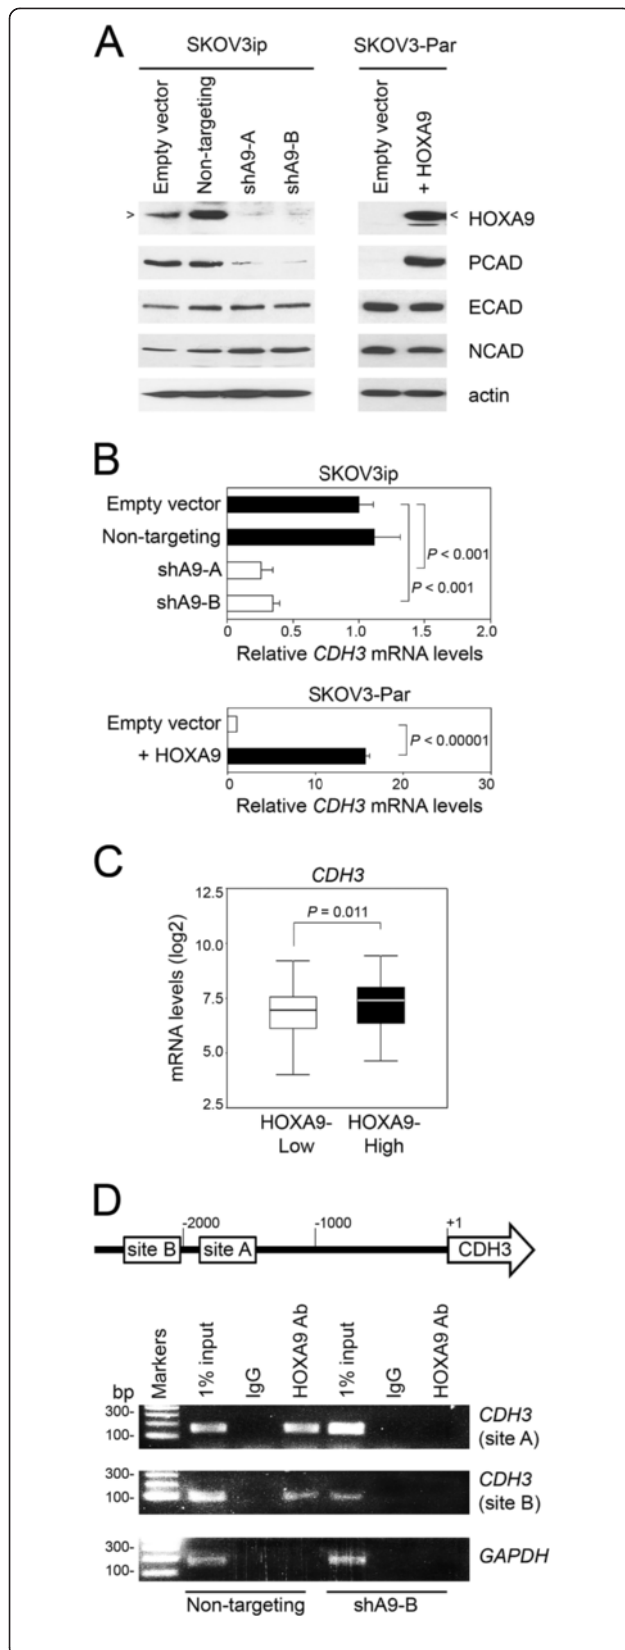 A
SKOV3ip SKOV3-Par
Empty vector Non-targeting shA9-A shA9-B Empty vector + HOXA9
> < HOXA9
PCAD
ECAD
NCAD
actin
B
SKOV3ip
Empty vector
Non-targeting
shA9-A
shA9-B
P < 0.001
P < 0.001
0 0.5 1.0 1.5 2.0
Relative CDH3 mRNA levels
SKOV3-Par
Empty vector
+ HOXA9
P < 0.00001
0 10 20 30
Relative CDH3 mRNA levels
C
CDH3
mRNA levels (log2)
12.5
10.0
7.5
5.0
2.5
P = 0.011
HOXA9-
Low
HOXA9-
High
D
-2000 -1000 +1
site B site A CDH3
bp Markers 1% input IgG HOXA9 Ab 1% input IgG HOXA9 Ab
300-
100-
CDH3
(site A)
300-
100-
CDH3
(site B)
300-
100-
GAPDH
Non-targeting shA9-B